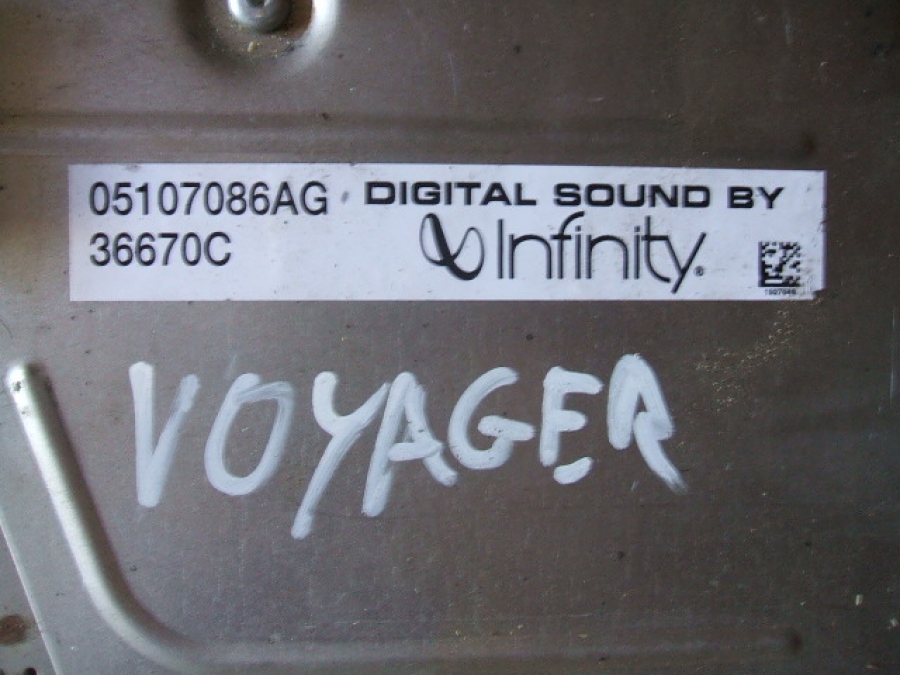 05107086AG
36670C
DIGITAL SOUND BY
Infinity®
VOYAGER